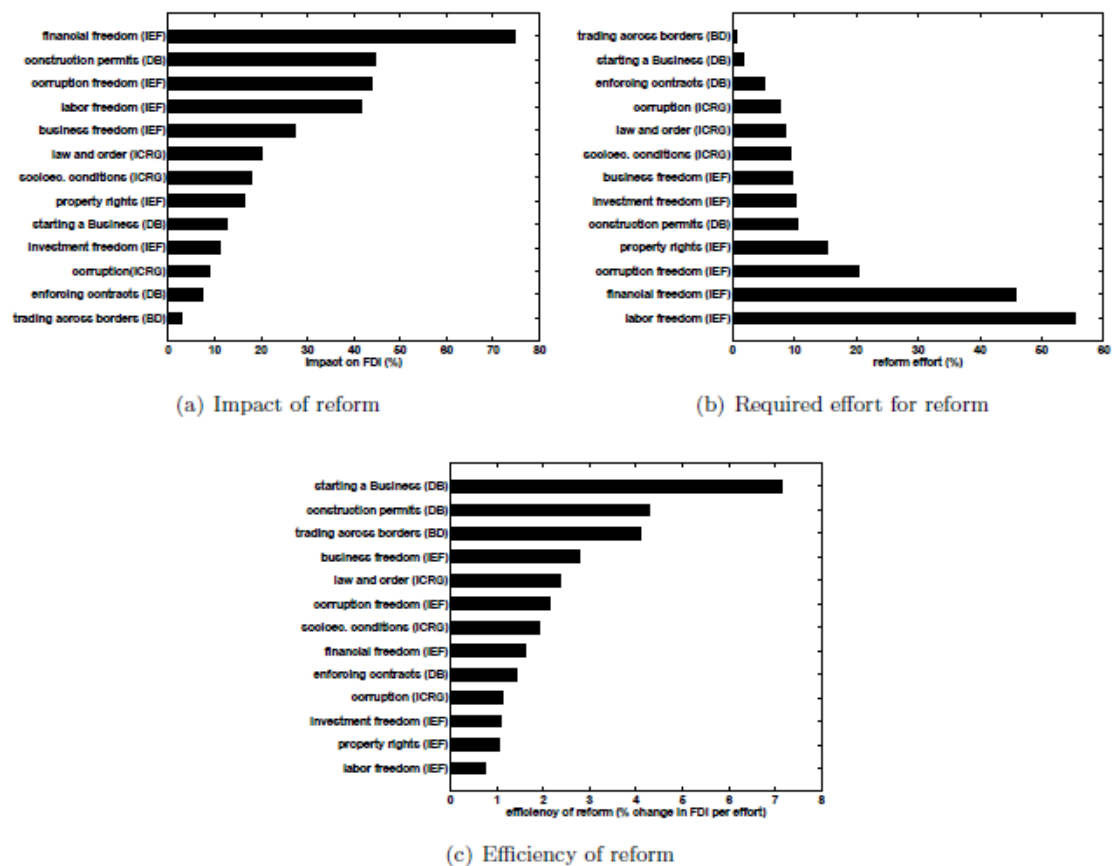 financial freedom (IEF)
construction permits (DB)
corruption freedom (IEF)
labor freedom (IEF)
business freedom (IEF)
law and order (ICRG)
socioec. conditions (ICRG)
property rights (IEF)
starting a Business (DB)
investment freedom (IEF)
corruption(ICRG)
enforcing contracts (DB)
trading across borders (BD)
0 10 20 30 40 50 60 70 80
impact on FDI (%)
(a) Impact of reform
trading across borders (BD)
starting a Business (DB)
enforcing contracts (DB)
corruption (ICRG)
law and order (ICRG)
socioec. conditions (ICRG)
business freedom (IEF)
investment freedom (IEF)
construction permits (DB)
property rights (IEF)
corruption freedom (IEF)
financial freedom (IEF)
labor freedom (IEF)
0 10 20 30 40 50 60
reform effort (%)
(b) Required effort for reform
starting a Business (DB)
construction permits (DB)
trading across borders (BD)
business freedom (IEF)
law and order (ICRG)
corruption freedom (IEF)
socioec. conditions (ICRG)
financial freedom (IEF)
enforcing contracts (DB)
corruption (ICRG)
investment freedom (IEF)
property rights (IEF)
labor freedom (IEF)
0 1 2 3 4 5 6 7 8
efficiency of reform (% change in FDI per effort)
(c) Efficiency of reform